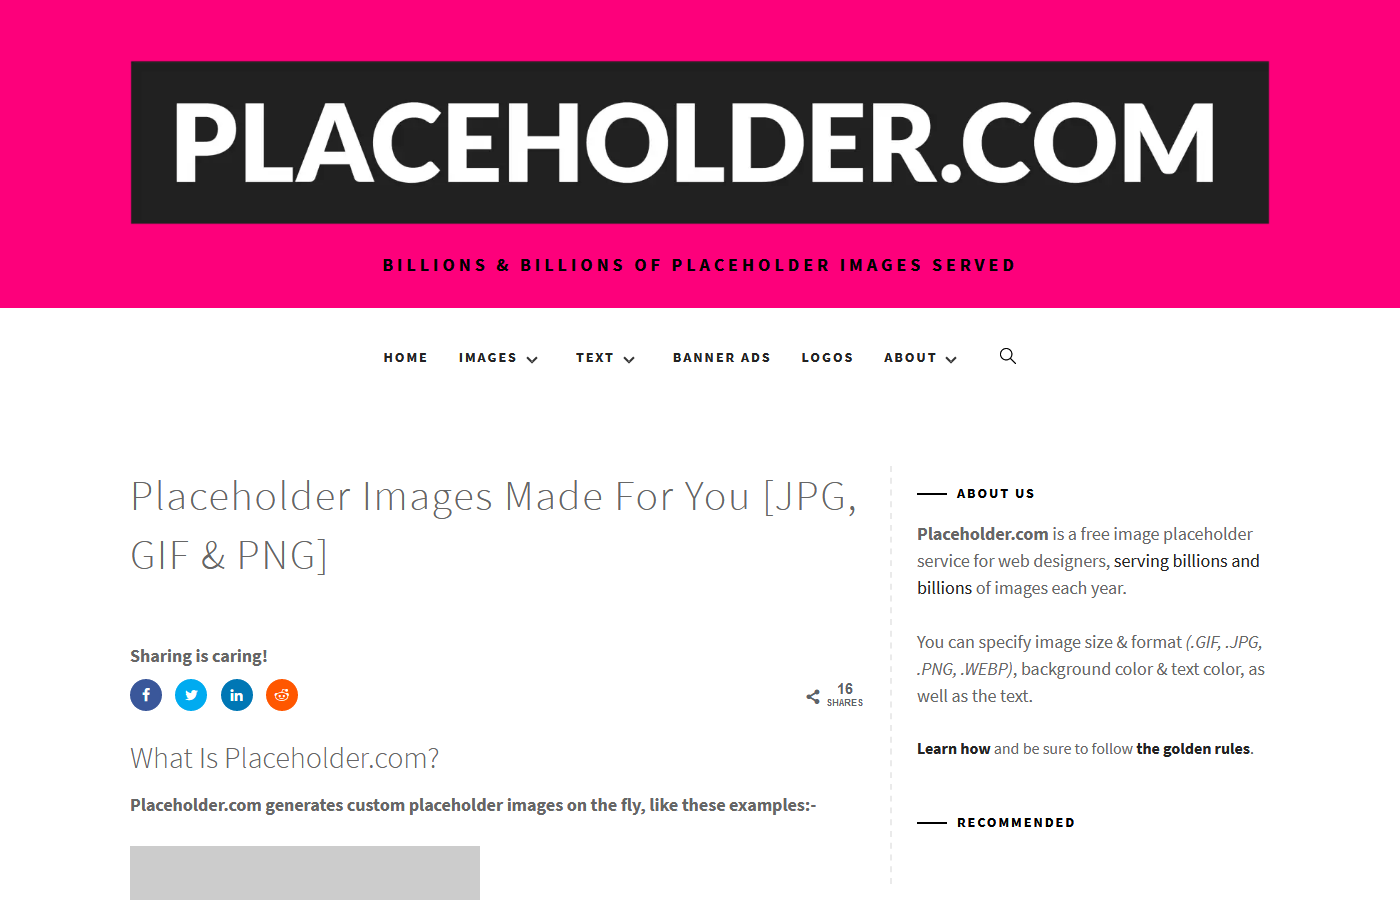 PLACEHOLDER.COM
BILLIONS & BILLIONS OF PLACEHOLDER IMAGES SERVED
HOME IMAGES TEXT BANNER ADS LOGOS ABOUT
Placeholder Images Made For You [JPG,
GIF & PNG]
Sharing is caring!
16
SHARES
What Is Placeholder.com?
Placeholder.com generates custom placeholder images on the fly, like these examples:-
ABOUT US
Placeholder.com is a free image placeholder
service for web designers, serving billions and
billions of images each year.
You can specify image size & format (.GIF, .JPG,
.PNG, .WEBP), background color & text color, as
well as the text.
Learn how and be sure to follow the golden rules.
RECOMMENDED